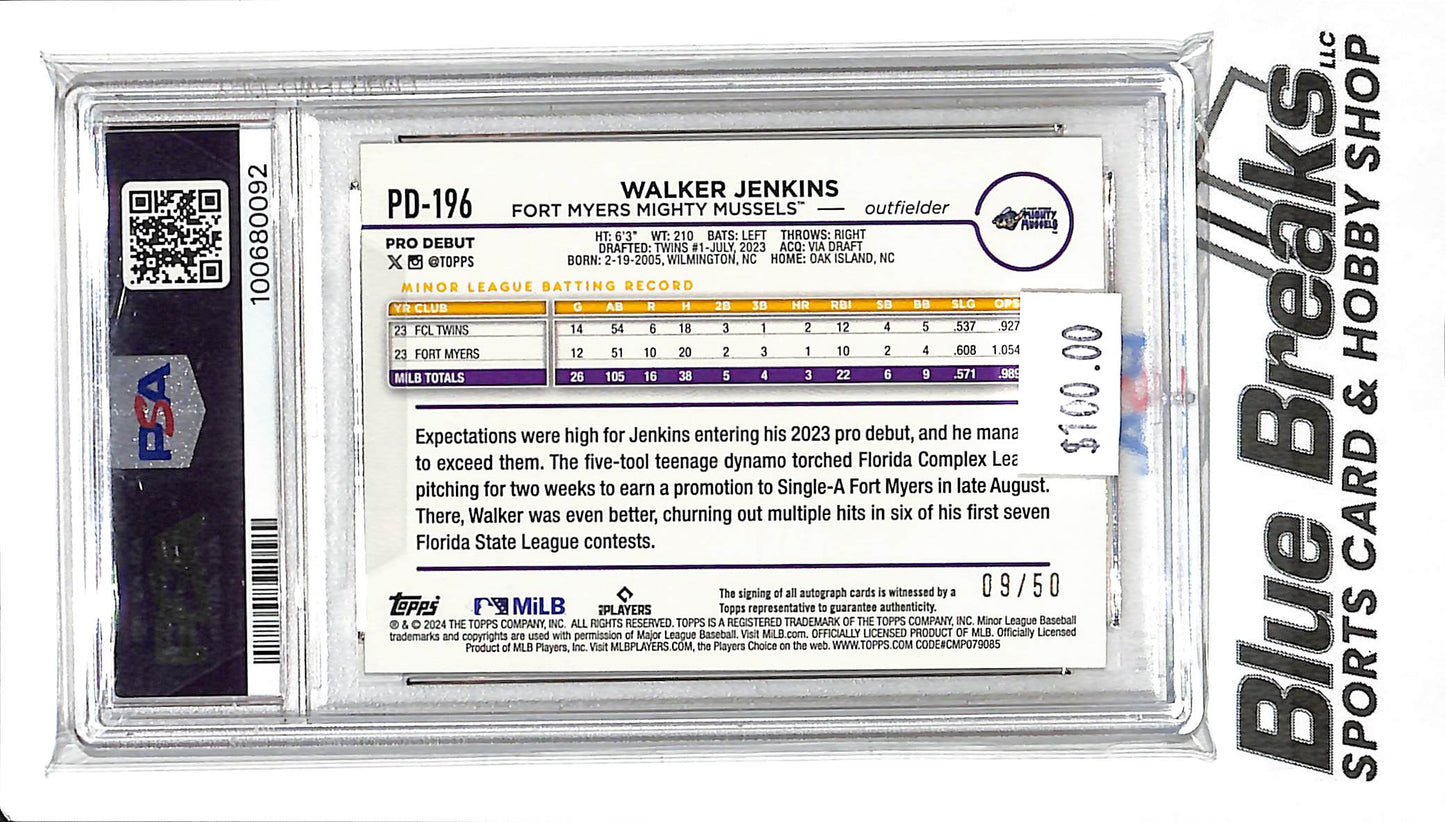 PSA
100680092
PD-196
WALKER JENKINS
FORT MYERS MIGHTY MUSSELS™ — outfielder
MIGHTY
MUSSELS
PRO DEBUT
X @TOPPS
HT: 6'3" WT: 210 BATS: LEFT THROWS: RIGHT
DRAFTED: TWINS #1-JULY, 2023 ACQ: VIA DRAFT
BORN: 2-19-2005, WILMINGTON, NC HOME: OAK ISLAND, NC
MINOR LEAGUE BATTING RECORD
YR CLUB G AB R H 2B 3B HR RBI SB BB SLG OPS
23 FCL TWINS 14 54 6 18 3 1 2 12 4 5 .537 .927
23 FORT MYERS 12 51 10 20 2 3 1 10 2 4 .608 1.054
MiLB TOTALS 26 105 16 38 5 4 3 22 6 9 .571 .989
$100.00
Expectations were high for Jenkins entering his 2023 pro debut, and he mana
to exceed them. The five-tool teenage dynamo torched Florida Complex Lea
pitching for two weeks to earn a promotion to Single-A Fort Myers in late August.
There, Walker was even better, churning out multiple hits in six of his first seven
Florida State League contests.
Topps MiLB PLAYERS
The signing of all autograph cards is witnessed by a
Topps representative to guarantee authenticity.
09/50
® & © 2024 THE TOPPS COMPANY, INC. ALL RIGHTS RESERVED. TOPPS IS A REGISTERED TRADEMARK OF THE TOPPS COMPANY, INC. Minor League Baseball
trademarks and copyrights are used with permission of Major League Baseball. Visit MiLB.com. OFFICIALLY LICENSED PRODUCT OF MLB. Officially Licensed
Product of MLB Players, Inc. Visit MLBPLAYERS.COM, the Players Choice on the web. WWW.TOPPS.COM CODE#CMP079085
Blue Breaks LLC
SPORTS CARD & HOBBY SHOP